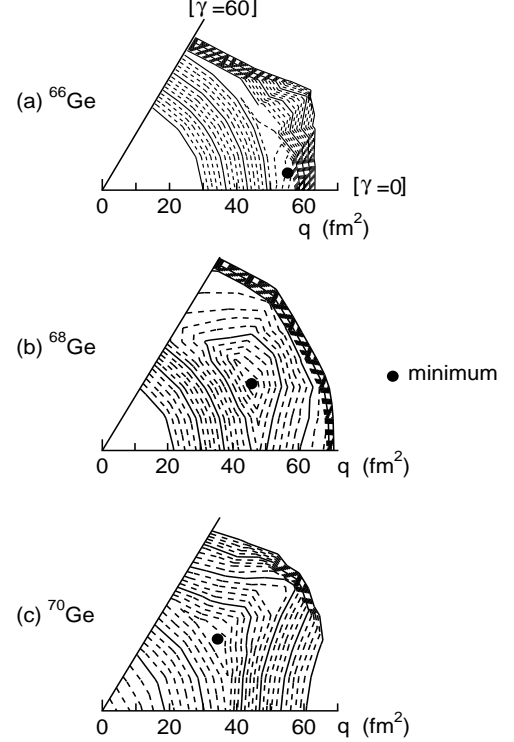 [γ=60]
(a) ⁶⁶Ge
[γ=0]
0 20 40 60
q (fm²)
(b) ⁶⁸Ge
● minimum
0 20 40 60 q (fm²)
(c) ⁷⁰Ge
0 20 40 60 q (fm²)